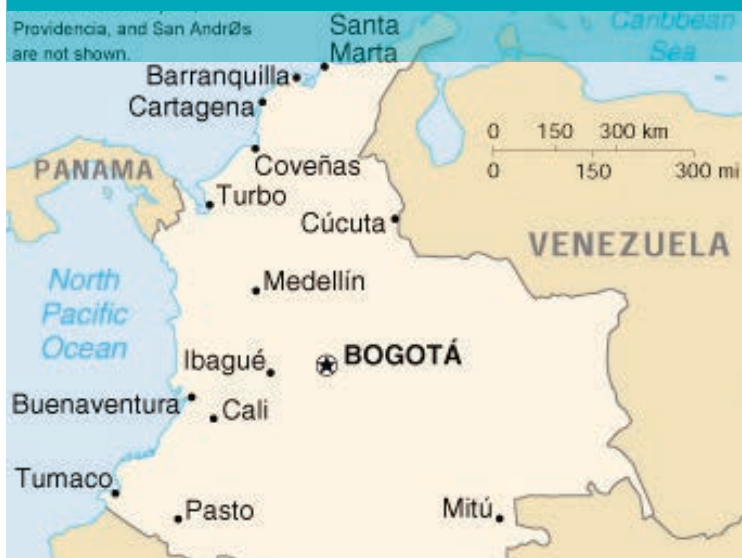 Providencia, and San AndrØs
are not shown.
Caribbean
Sea
Santa
Marta
Barranquilla
Cartagena
0 150 300 km
0 150 300 mi
PANAMA
Coveñas
Turbo
Cúcuta
VENEZUELA
North
Pacific
Ocean
Medellín
Ibagué
BOGOTÁ
Buenaventura
Cali
Tumaco
Pasto
Mitú